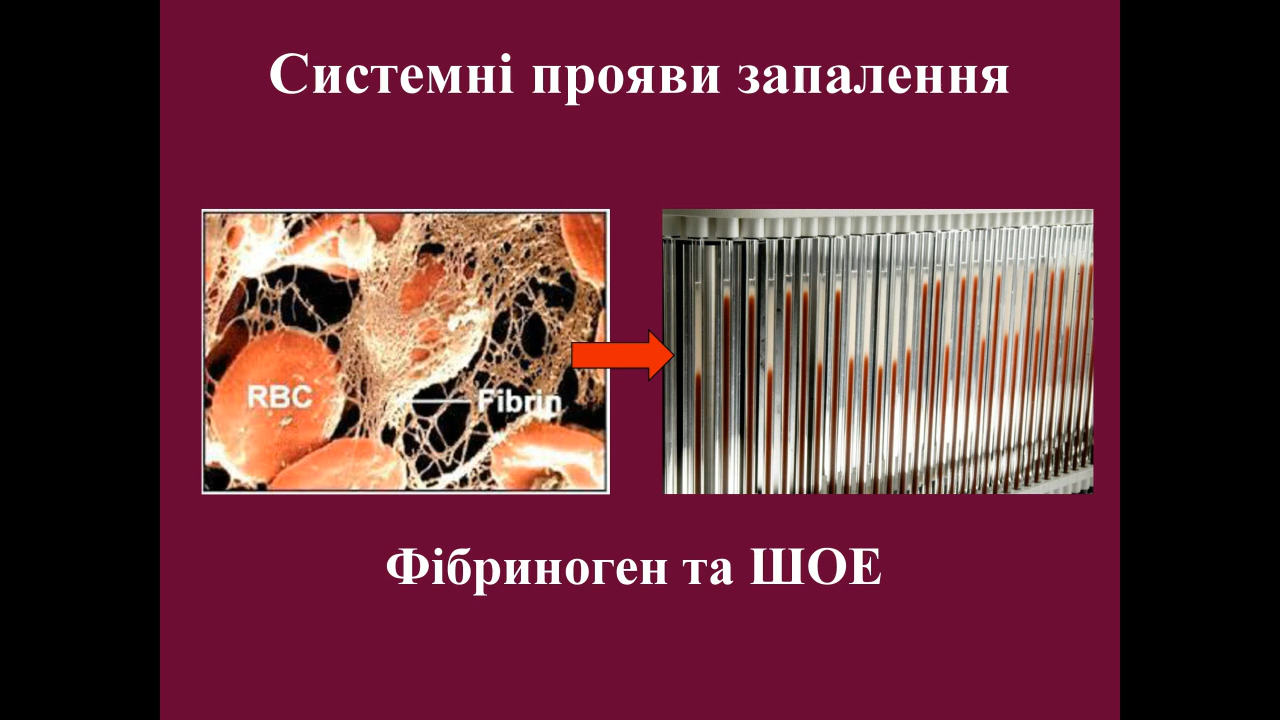 Системні прояви запалення
RBC
Fibrin
Фібриноген та ШОЕ